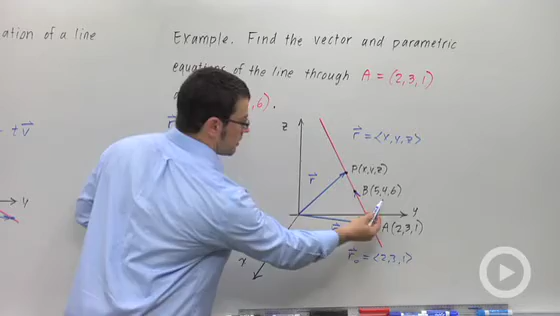 ation of a line
Example. Find the vector and parametric
equations of the line through A = (2,3,1)
,6).
+ t v⃗
z
r⃗ = <x,y,z>
P(x,y,z)
r⃗
B(5,4,6)
y
y
A(2,3,1)
x
r⃗₀ = <2,3,1>